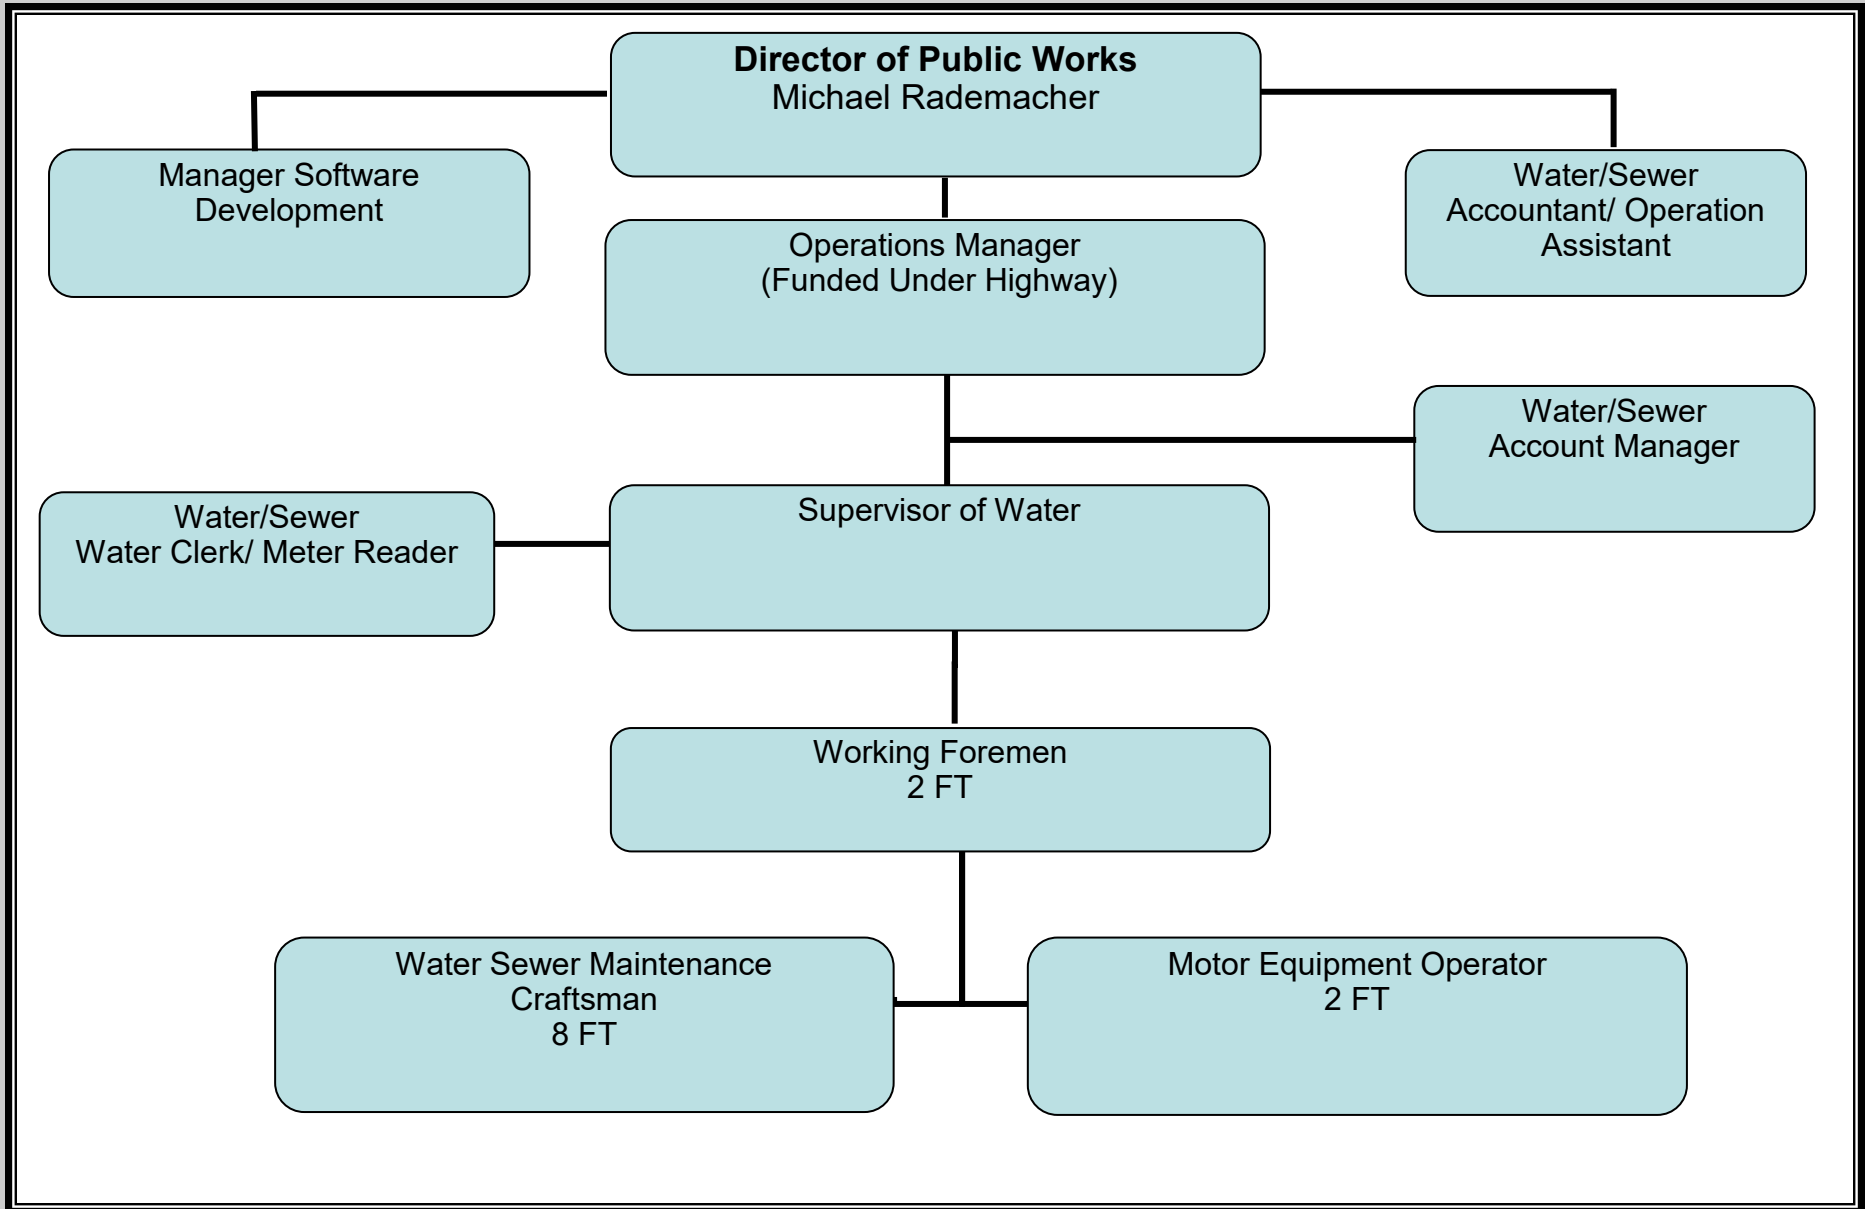 Director of Public Works
Michael Rademacher
Manager Software
Development
Water/Sewer
Accountant/ Operation
Assistant
Operations Manager
(Funded Under Highway)
Water/Sewer
Account Manager
Water/Sewer
Water Clerk/ Meter Reader
Supervisor of Water
Working Foremen
2 FT
Water Sewer Maintenance
Craftsman
8 FT
Motor Equipment Operator
2 FT